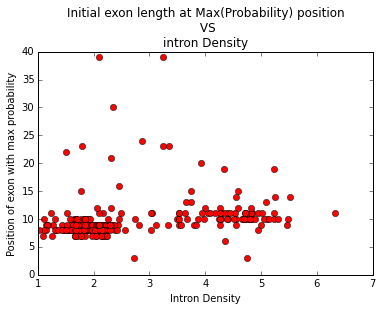 Initial exon length at Max(Probability) position
VS
intron Density
Position of exon with max probability
40
35
30
25
20
15
10
5
0
1 2 3 4 5 6 7
Intron Density